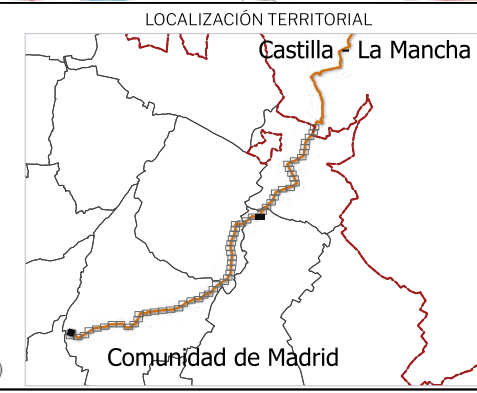 LOCALIZACIÓN TERRITORIAL
Castilla - La Mancha
Comunidad de Madrid